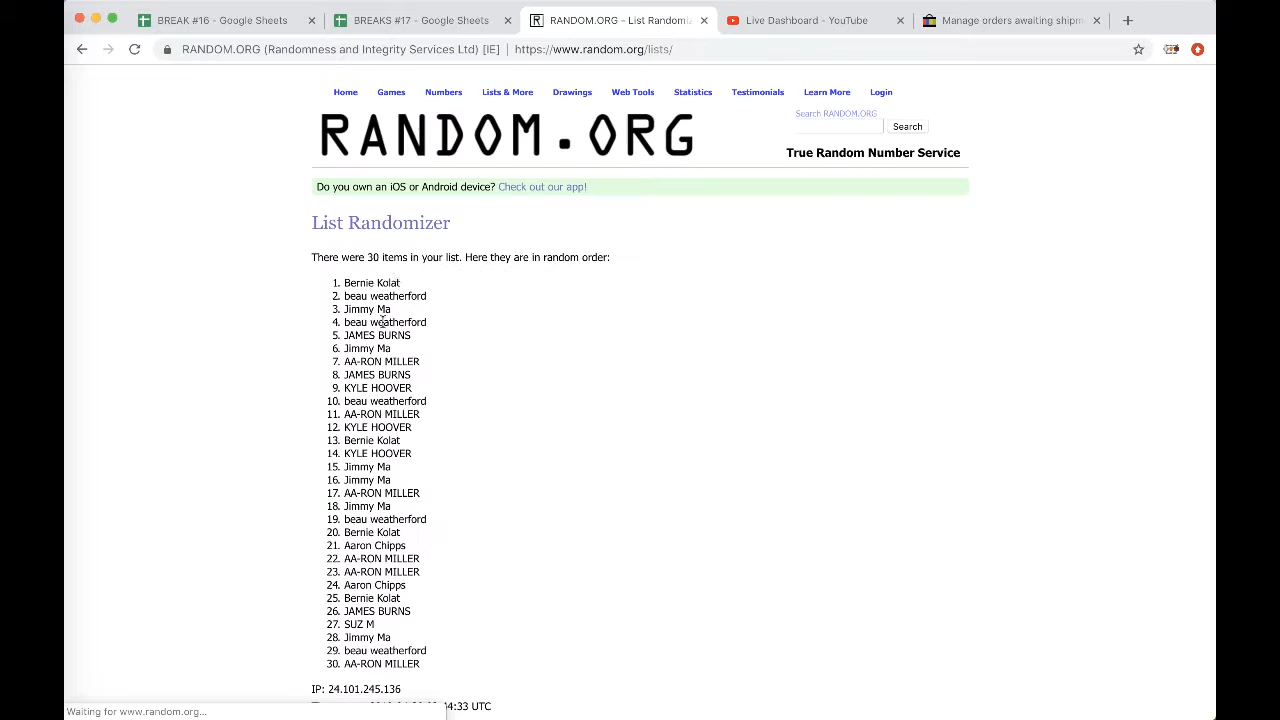 BREAK #16 - Google Sheets
BREAKS #17 - Google Sheets
RANDOM.ORG - List Randomiz
Live Dashboard - YouTube
Manage orders awaiting shipm
RANDOM.ORG (Randomness and Integrity Services Ltd) [IE] https://www.random.org/lists/
Home Games Numbers Lists & More Drawings Web Tools Statistics Testimonials Learn More Login
RANDOM.ORG
Search RANDOM.ORG
Search
True Random Number Service
Do you own an iOS or Android device? Check out our app!
List Randomizer
There were 30 items in your list. Here they are in random order:
1. Bernie Kolat
2. beau weatherford
3. Jimmy Ma
4. beau weatherford
5. JAMES BURNS
6. Jimmy Ma
7. AA-RON MILLER
8. JAMES BURNS
9. KYLE HOOVER
10. beau weatherford
11. AA-RON MILLER
12. KYLE HOOVER
13. Bernie Kolat
14. KYLE HOOVER
15. Jimmy Ma
16. Jimmy Ma
17. AA-RON MILLER
18. Jimmy Ma
19. beau weatherford
20. Bernie Kolat
21. Aaron Chipps
22. AA-RON MILLER
23. AA-RON MILLER
24. Aaron Chipps
25. Bernie Kolat
26. JAMES BURNS
27. SUZ M
28. Jimmy Ma
29. beau weatherford
30. AA-RON MILLER
IP: 24.101.245.136
4:33 UTC
Waiting for www.random.org...